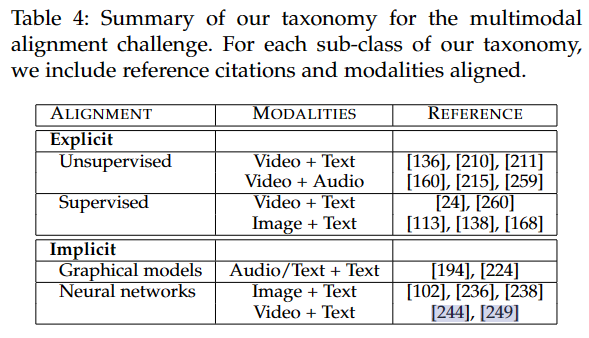 Table 4: Summary of our taxonomy for the multimodal
alignment challenge. For each sub-class of our taxonomy,
we include reference citations and modalities aligned.
ALIGNMENT MODALITIES REFERENCE
Explicit
Unsupervised Video + Text [136], [210], [211]
Video + Audio [160], [215], [259]
Supervised Video + Text [24], [260]
Image + Text [113], [138], [168]
Implicit
Graphical models Audio/Text + Text [194], [224]
Neural networks Image + Text [102], [236], [238]
Video + Text [244], [249]